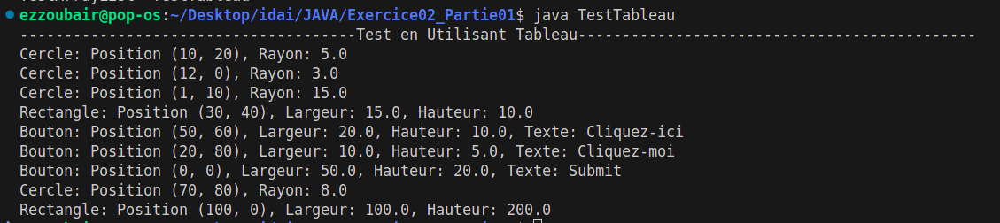 ezzoubair@pop-os:~/Desktop/idai/JAVA/Exercice02_Partie01$ java TestTableau
--------------------------------------Test en Utilisant Tableau---------------------------------------------
Cercle: Position (10, 20), Rayon: 5.0
Cercle: Position (12, 0), Rayon: 3.0
Cercle: Position (1, 10), Rayon: 15.0
Rectangle: Position (30, 40), Largeur: 15.0, Hauteur: 10.0
Bouton: Position (50, 60), Largeur: 20.0, Hauteur: 10.0, Texte: Cliquez-ici
Bouton: Position (20, 80), Largeur: 10.0, Hauteur: 5.0, Texte: Cliquez-moi
Bouton: Position (0, 0), Largeur: 50.0, Hauteur: 20.0, Texte: Submit
Cercle: Position (70, 80), Rayon: 8.0
Rectangle: Position (100, 0), Largeur: 100.0, Hauteur: 200.0